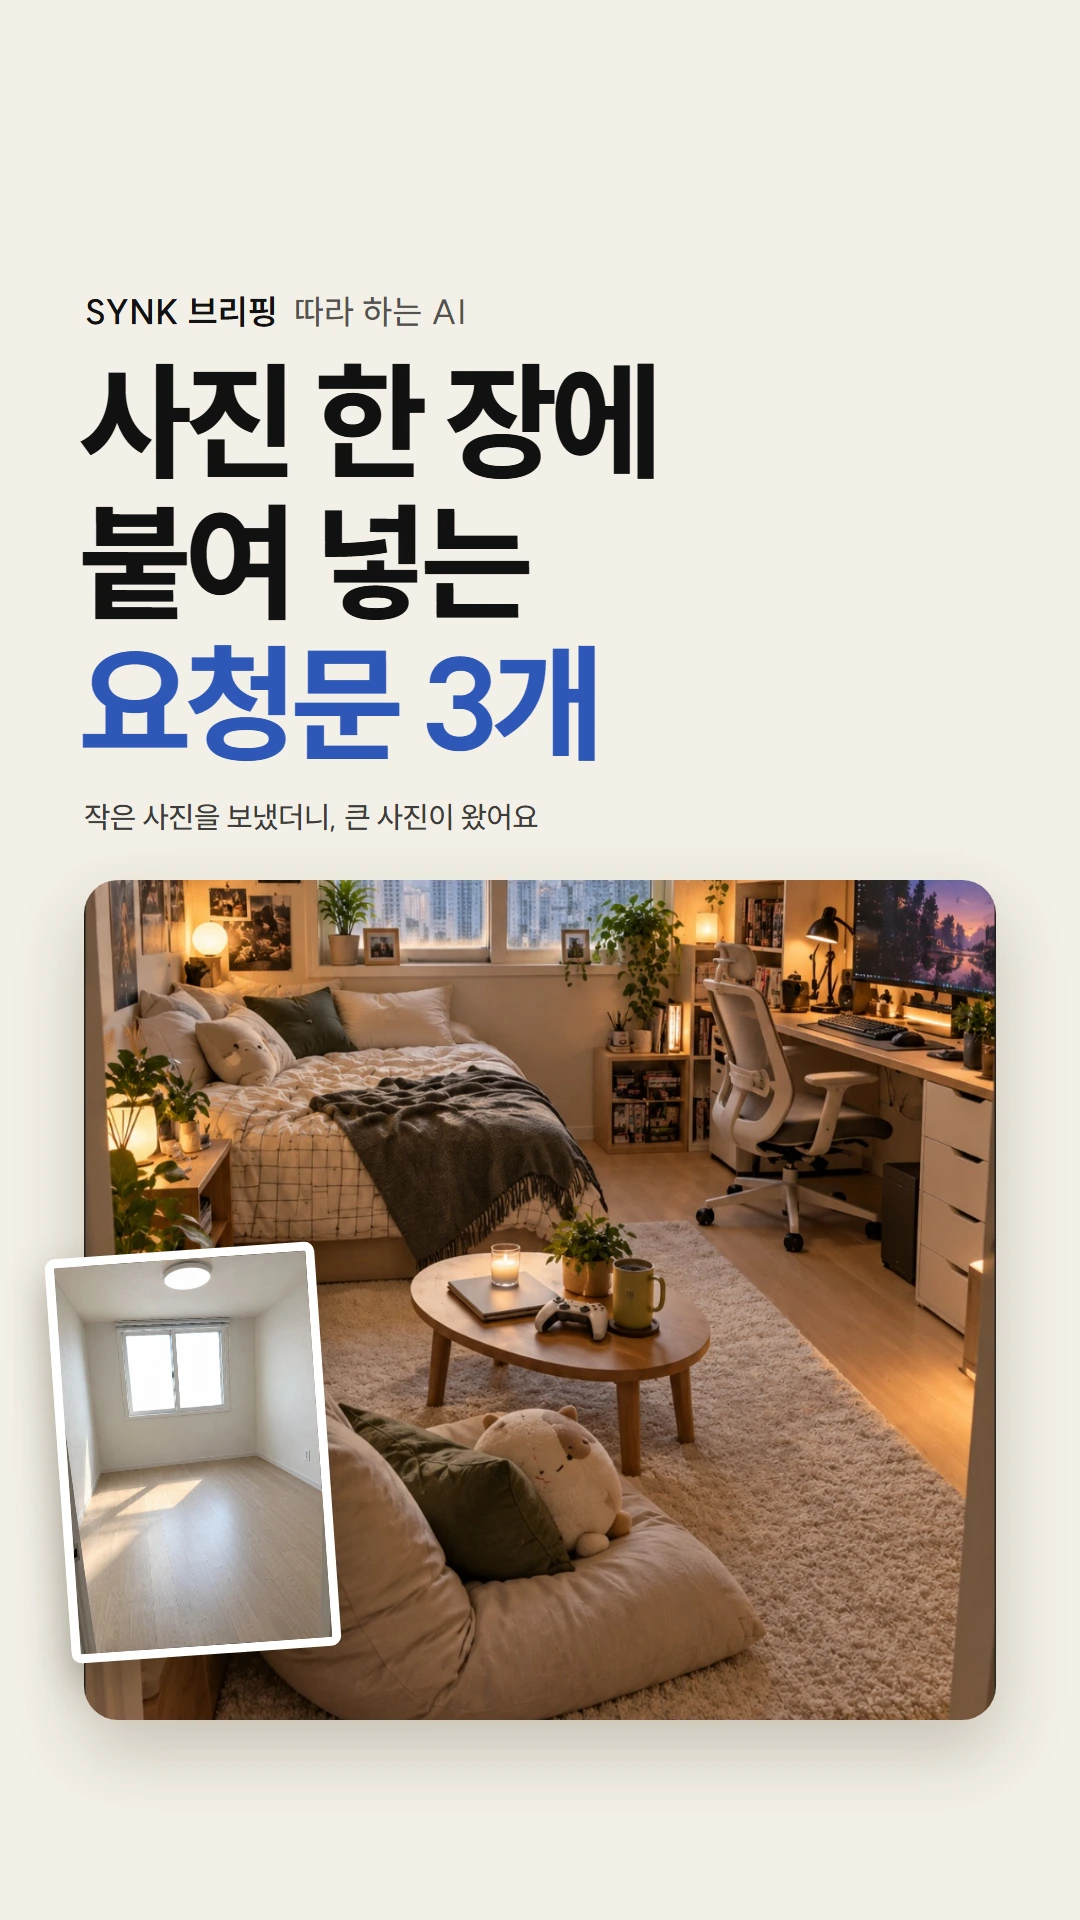 SYNK 브리핑 따라 하는 AI
사진 한 장에
붙여 넣는
요청문 3개
작은 사진을 보냈더니, 큰 사진이 왔어요